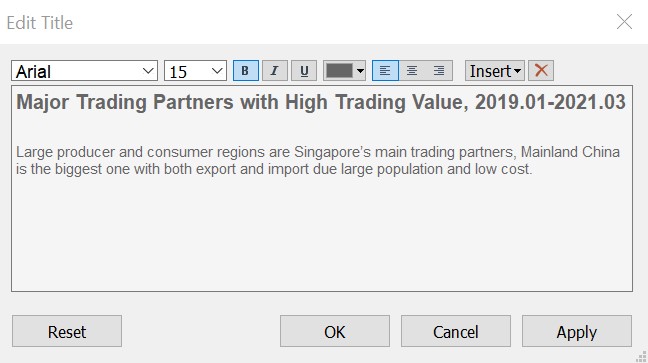 Edit Title
Arial 15 B I U Insert
Major Trading Partners with High Trading Value, 2019.01-2021.03
Large producer and consumer regions are Singapore's main trading partners, Mainland China
is the biggest one with both export and import due large population and low cost.
Reset OK Cancel Apply